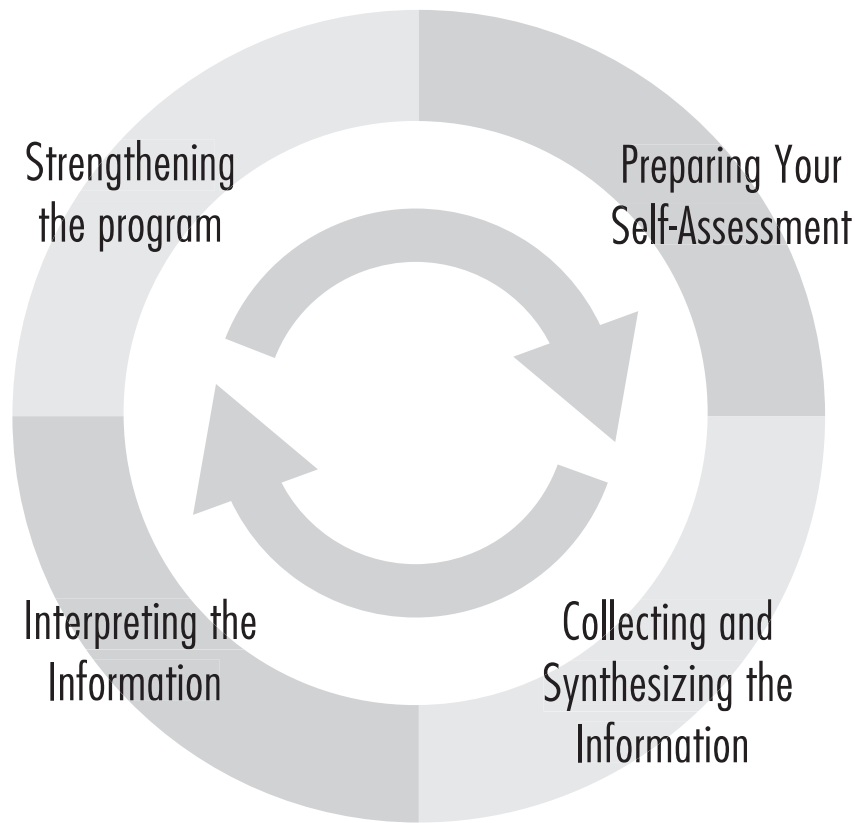 Strengthening
the program
Preparing Your
Self-Assessment
Interpreting the
Information
Collecting and
Synthesizing the
Information